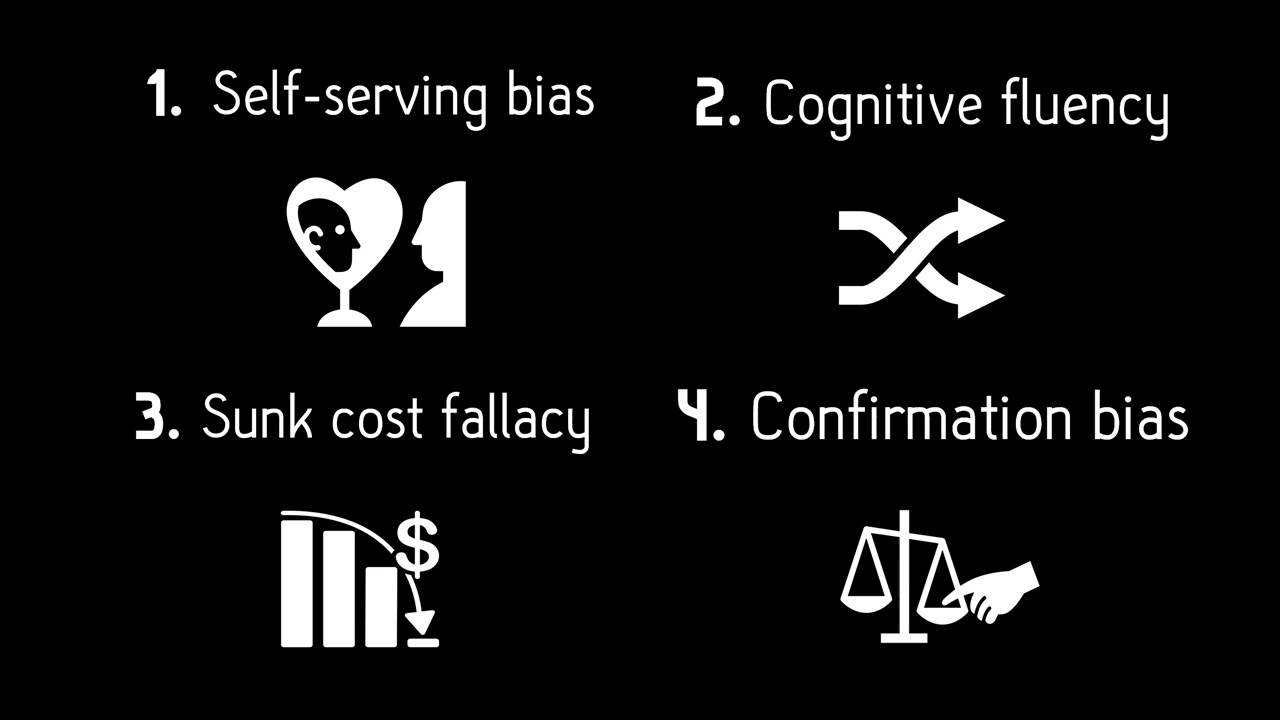 1. Self-serving bias
2. Cognitive fluency
3. Sunk cost fallacy
$
4. Confirmation bias